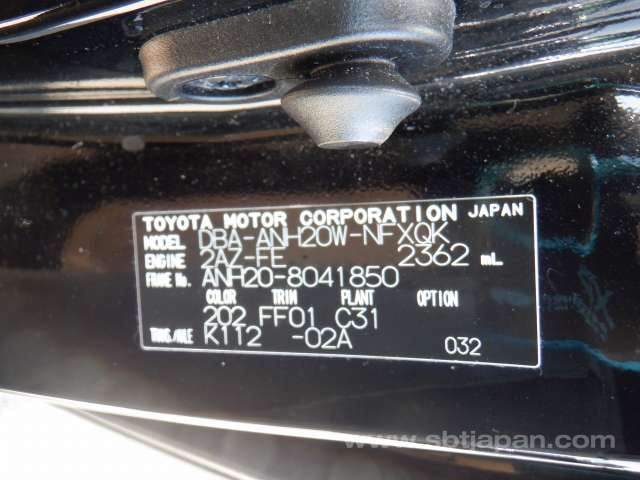 TOYOTA MOTOR CORPORATION JAPAN
MODEL DBA-ANH20W-NFXQK
ENGINE 2AZ-FE 2362 mL
FRAME No. ANH20-8041850
COLOR TRIM PLANT OPTION
202 FF01 C31
TRANS/AXLE K112 -02A 032
www.sbtjapan.com